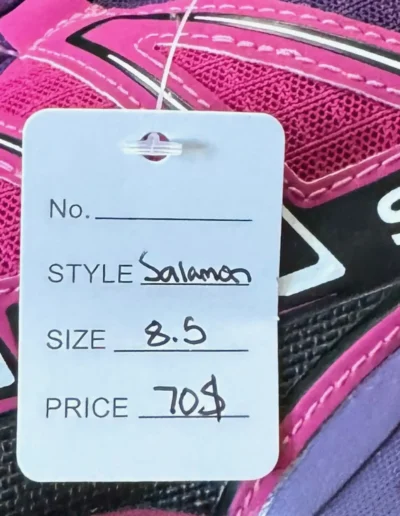 No.
STYLE Salamon
SIZE 8.5
PRICE 70$